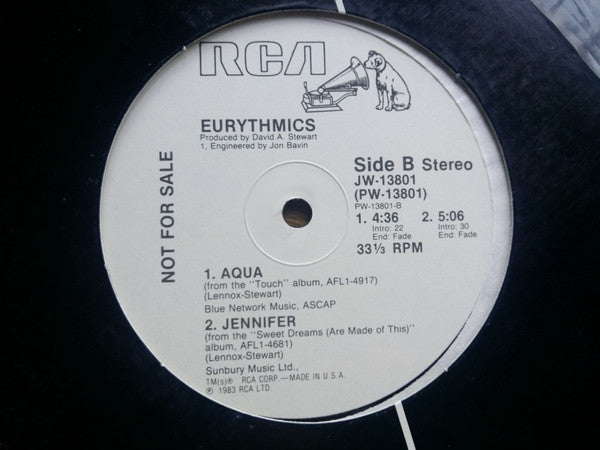 RCA
EURYTHMICS
Produced by David A. Stewart
1. Engineered by Jon Bavin
NOT FOR SALE
Side B Stereo
JW-13801
(PW-13801)
PW-13801-B
1. 4:36 2. 5:06
Intro: 22 Intro: 30
End: Fade End: Fade
33⅓ RPM
1. AQUA
(from the "Touch" album, AFL1-4917)
(Lennox-Stewart)
Blue Network Music, ASCAP
2. JENNIFER
(from the "Sweet Dreams (Are Made of This)"
album, AFL1-4681)
(Lennox-Stewart)
Sunbury Music Ltd.,
TM(s)® RCA CORP.—MADE IN U.S.A.
℗ 1983 RCA LTD.